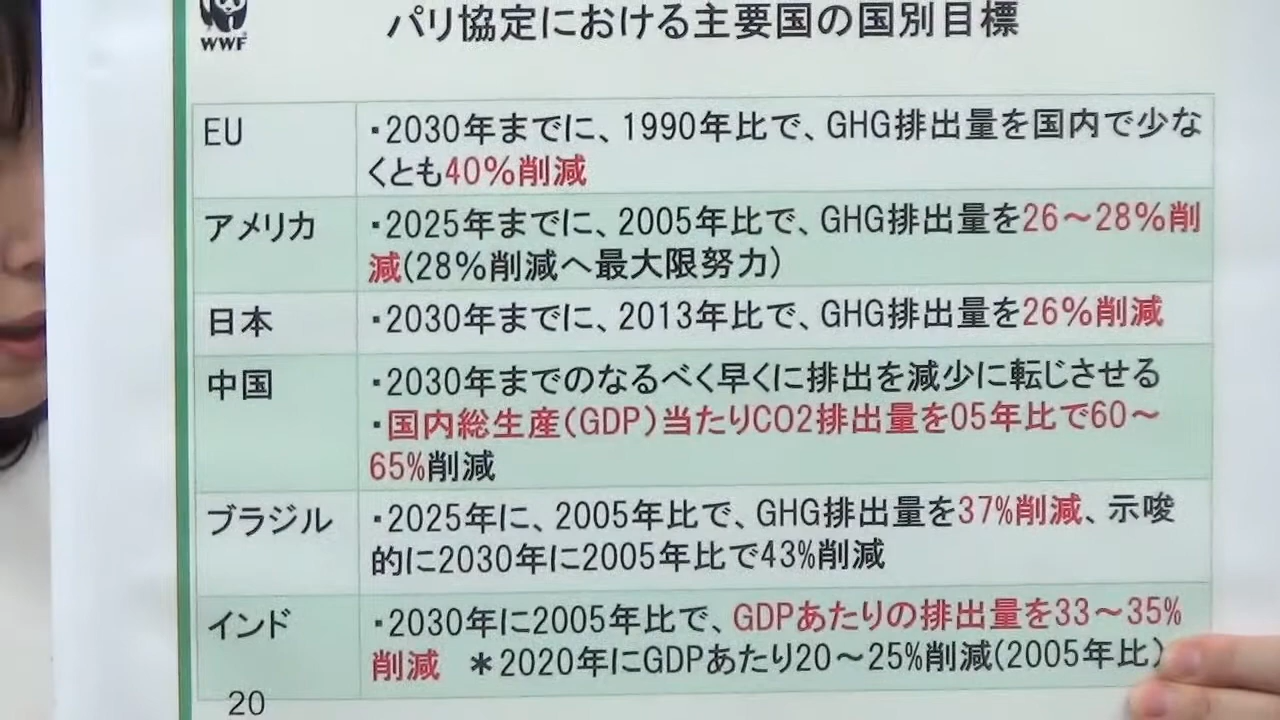 WWF
パリ協定における主要国の国別目標
EU
・2030年までに、1990年比で、GHG排出量を国内で少な
くとも40%削減
アメリカ
・2025年までに、2005年比で、GHG排出量を26～28%削
減(28%削減へ最大限努力)
日本
・2030年までに、2013年比で、GHG排出量を26%削減
中国
・2030年までのなるべく早くに排出を減少に転じさせる
・国内総生産(GDP)当たりCO2排出量を05年比で60～
65%削減
ブラジル
・2025年に、2005年比で、GHG排出量を37%削減、示唆
的に2030年に2005年比で43%削減
インド
・2030年に2005年比で、GDPあたりの排出量を33～35%
削減 ＊2020年にGDPあたり20～25%削減(2005年比)
20